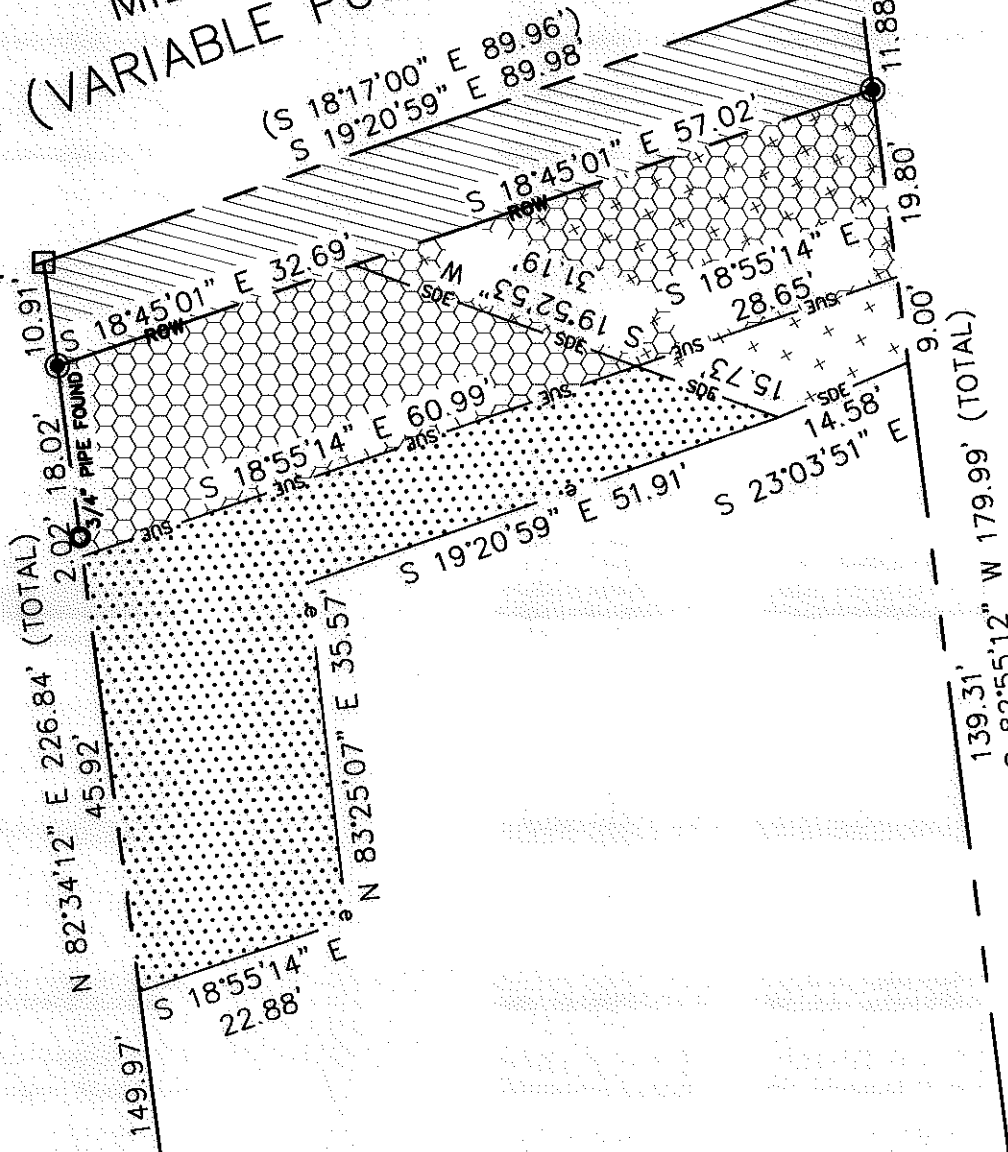 (VARIABLE
(S 18°17'00" E 89.96')
S 19°20'59" E 89.98'
11.88
S 18°45'01" E 57.02'
ROW
19.80'
S 18°45'01" E 32.69'
ROW
10.91'
S 19°52'53" W
31.19'
SDE
SDE
SDE
S 18°55'14" E
28.65'
SUE
SUE
9.00'
15.73'
SDE
14.58'
S 23°03'51" E
S 18°55'14" E 60.99'
SUE
SUE
SUE
SUE
18.02'
3/4" PIPE FOUND
2.02'
e
S 19°20'59" E 51.91'
e
N 83°25'07" E 35.57'
e
N 82°34'12" E 226.84' (TOTAL)
45.92'
S 18°55'14" E
22.88'
149.97'
139.31'
S 82°55'12" W 179.99' (TOTAL)